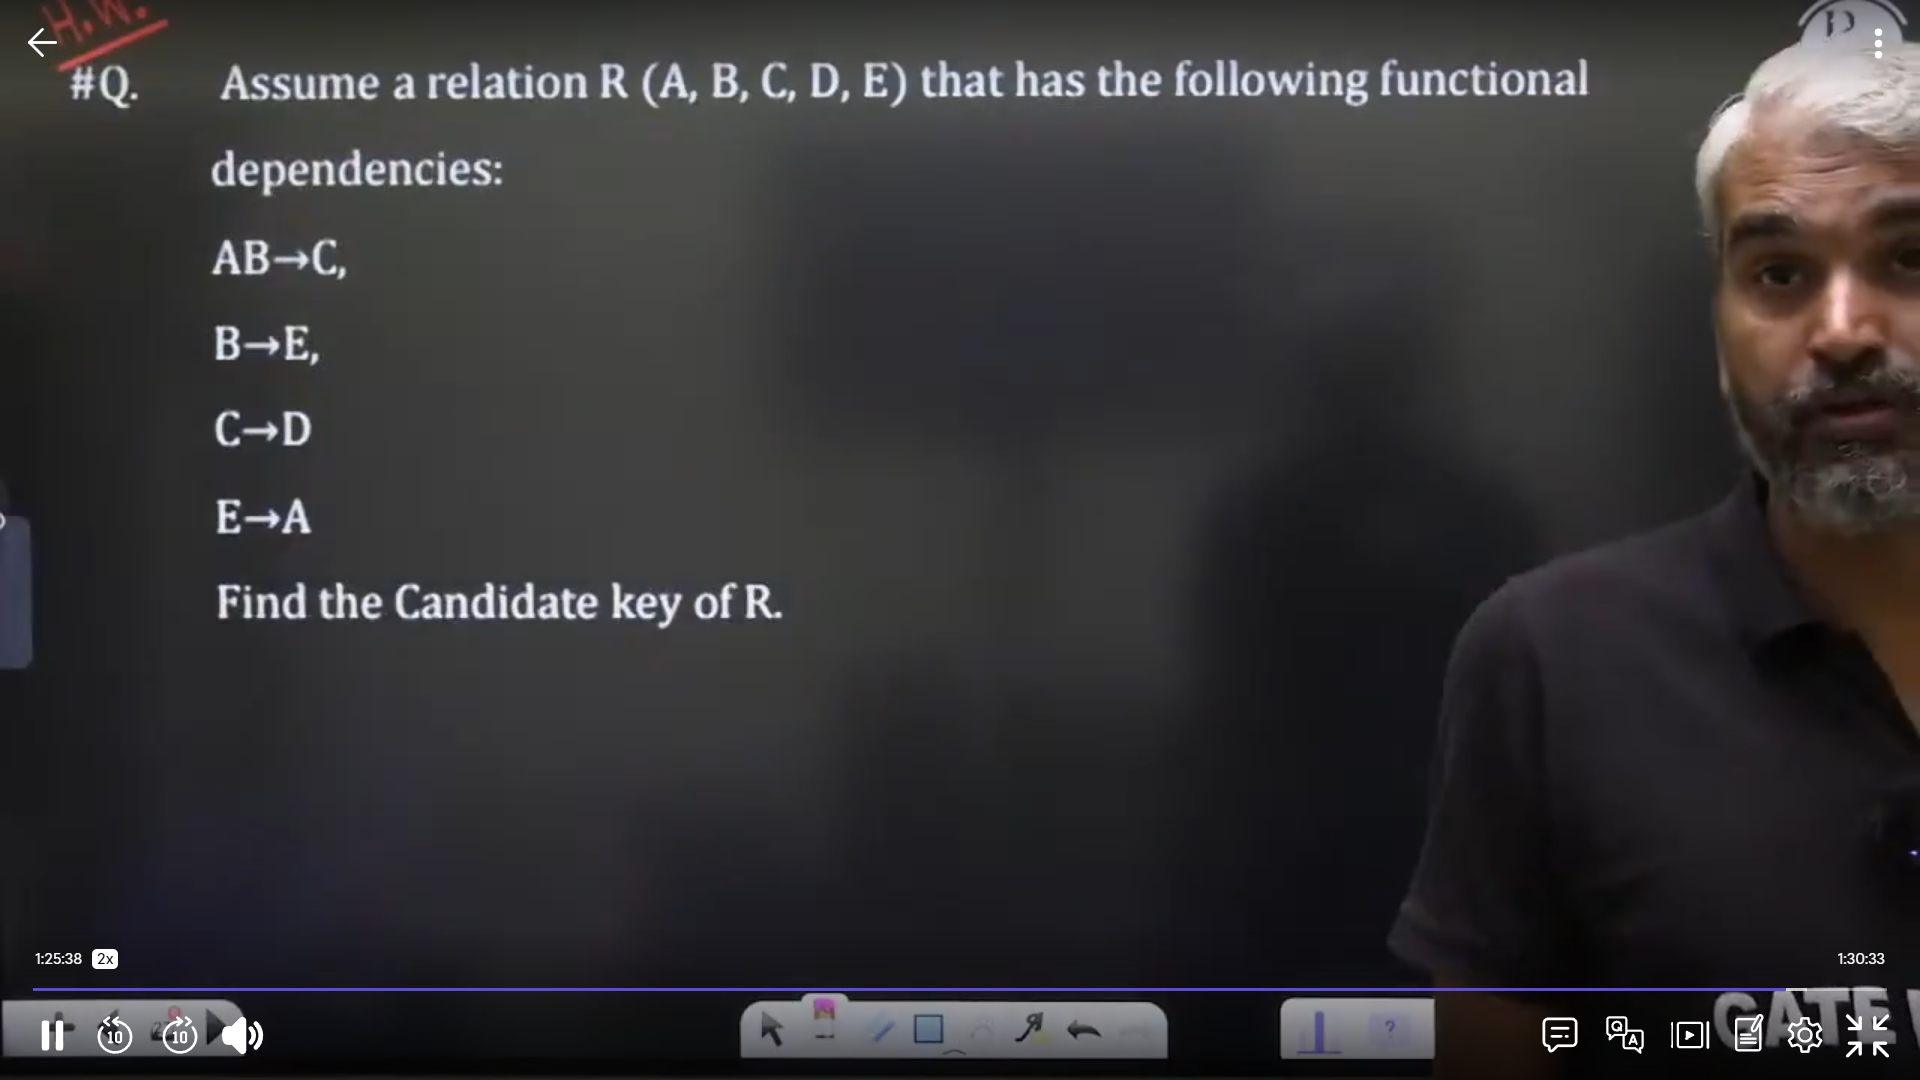 H.W.
#Q. Assume a relation R (A, B, C, D, E) that has the following functional
dependencies:
AB→C,
B→E,
C→D
E→A
Find the Candidate key of R.
1:25:38 2x 1:30:33
10 10
?
GATE W